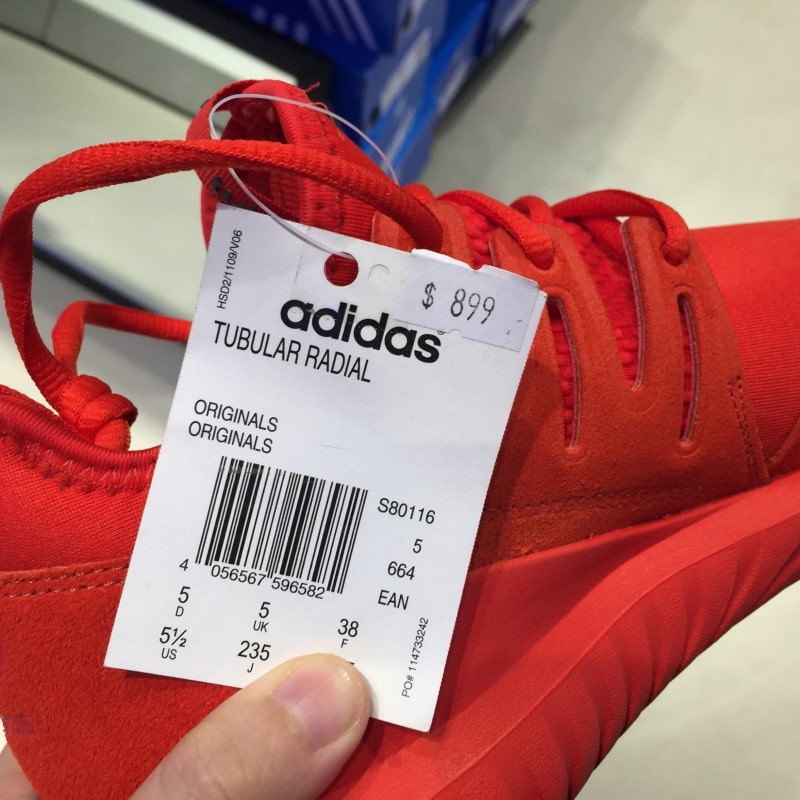 HSD2/1109/V06
$ 899.-
adidas®
TUBULAR RADIAL
ORIGINALS
ORIGINALS
S80116
5
664
EAN
4 056567 596582
5 5 38
D UK F
5½ 235
US J
PO# 114733242